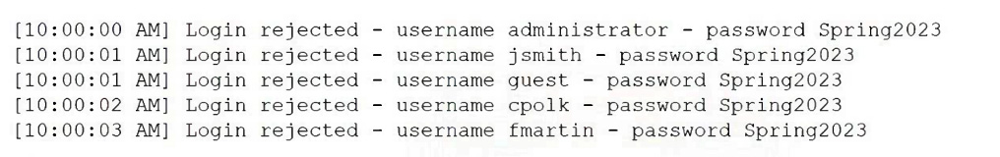 [10:00:00 AM] Login rejected - username administrator - password Spring2023
[10:00:01 AM] Login rejected - username jsmith - password Spring2023
[10:00:01 AM] Login rejected - username guest - password Spring2023
[10:00:02 AM] Login rejected - username cpolk - password Spring2023
[10:00:03 AM] Login rejected - username fmartin - password Spring2023